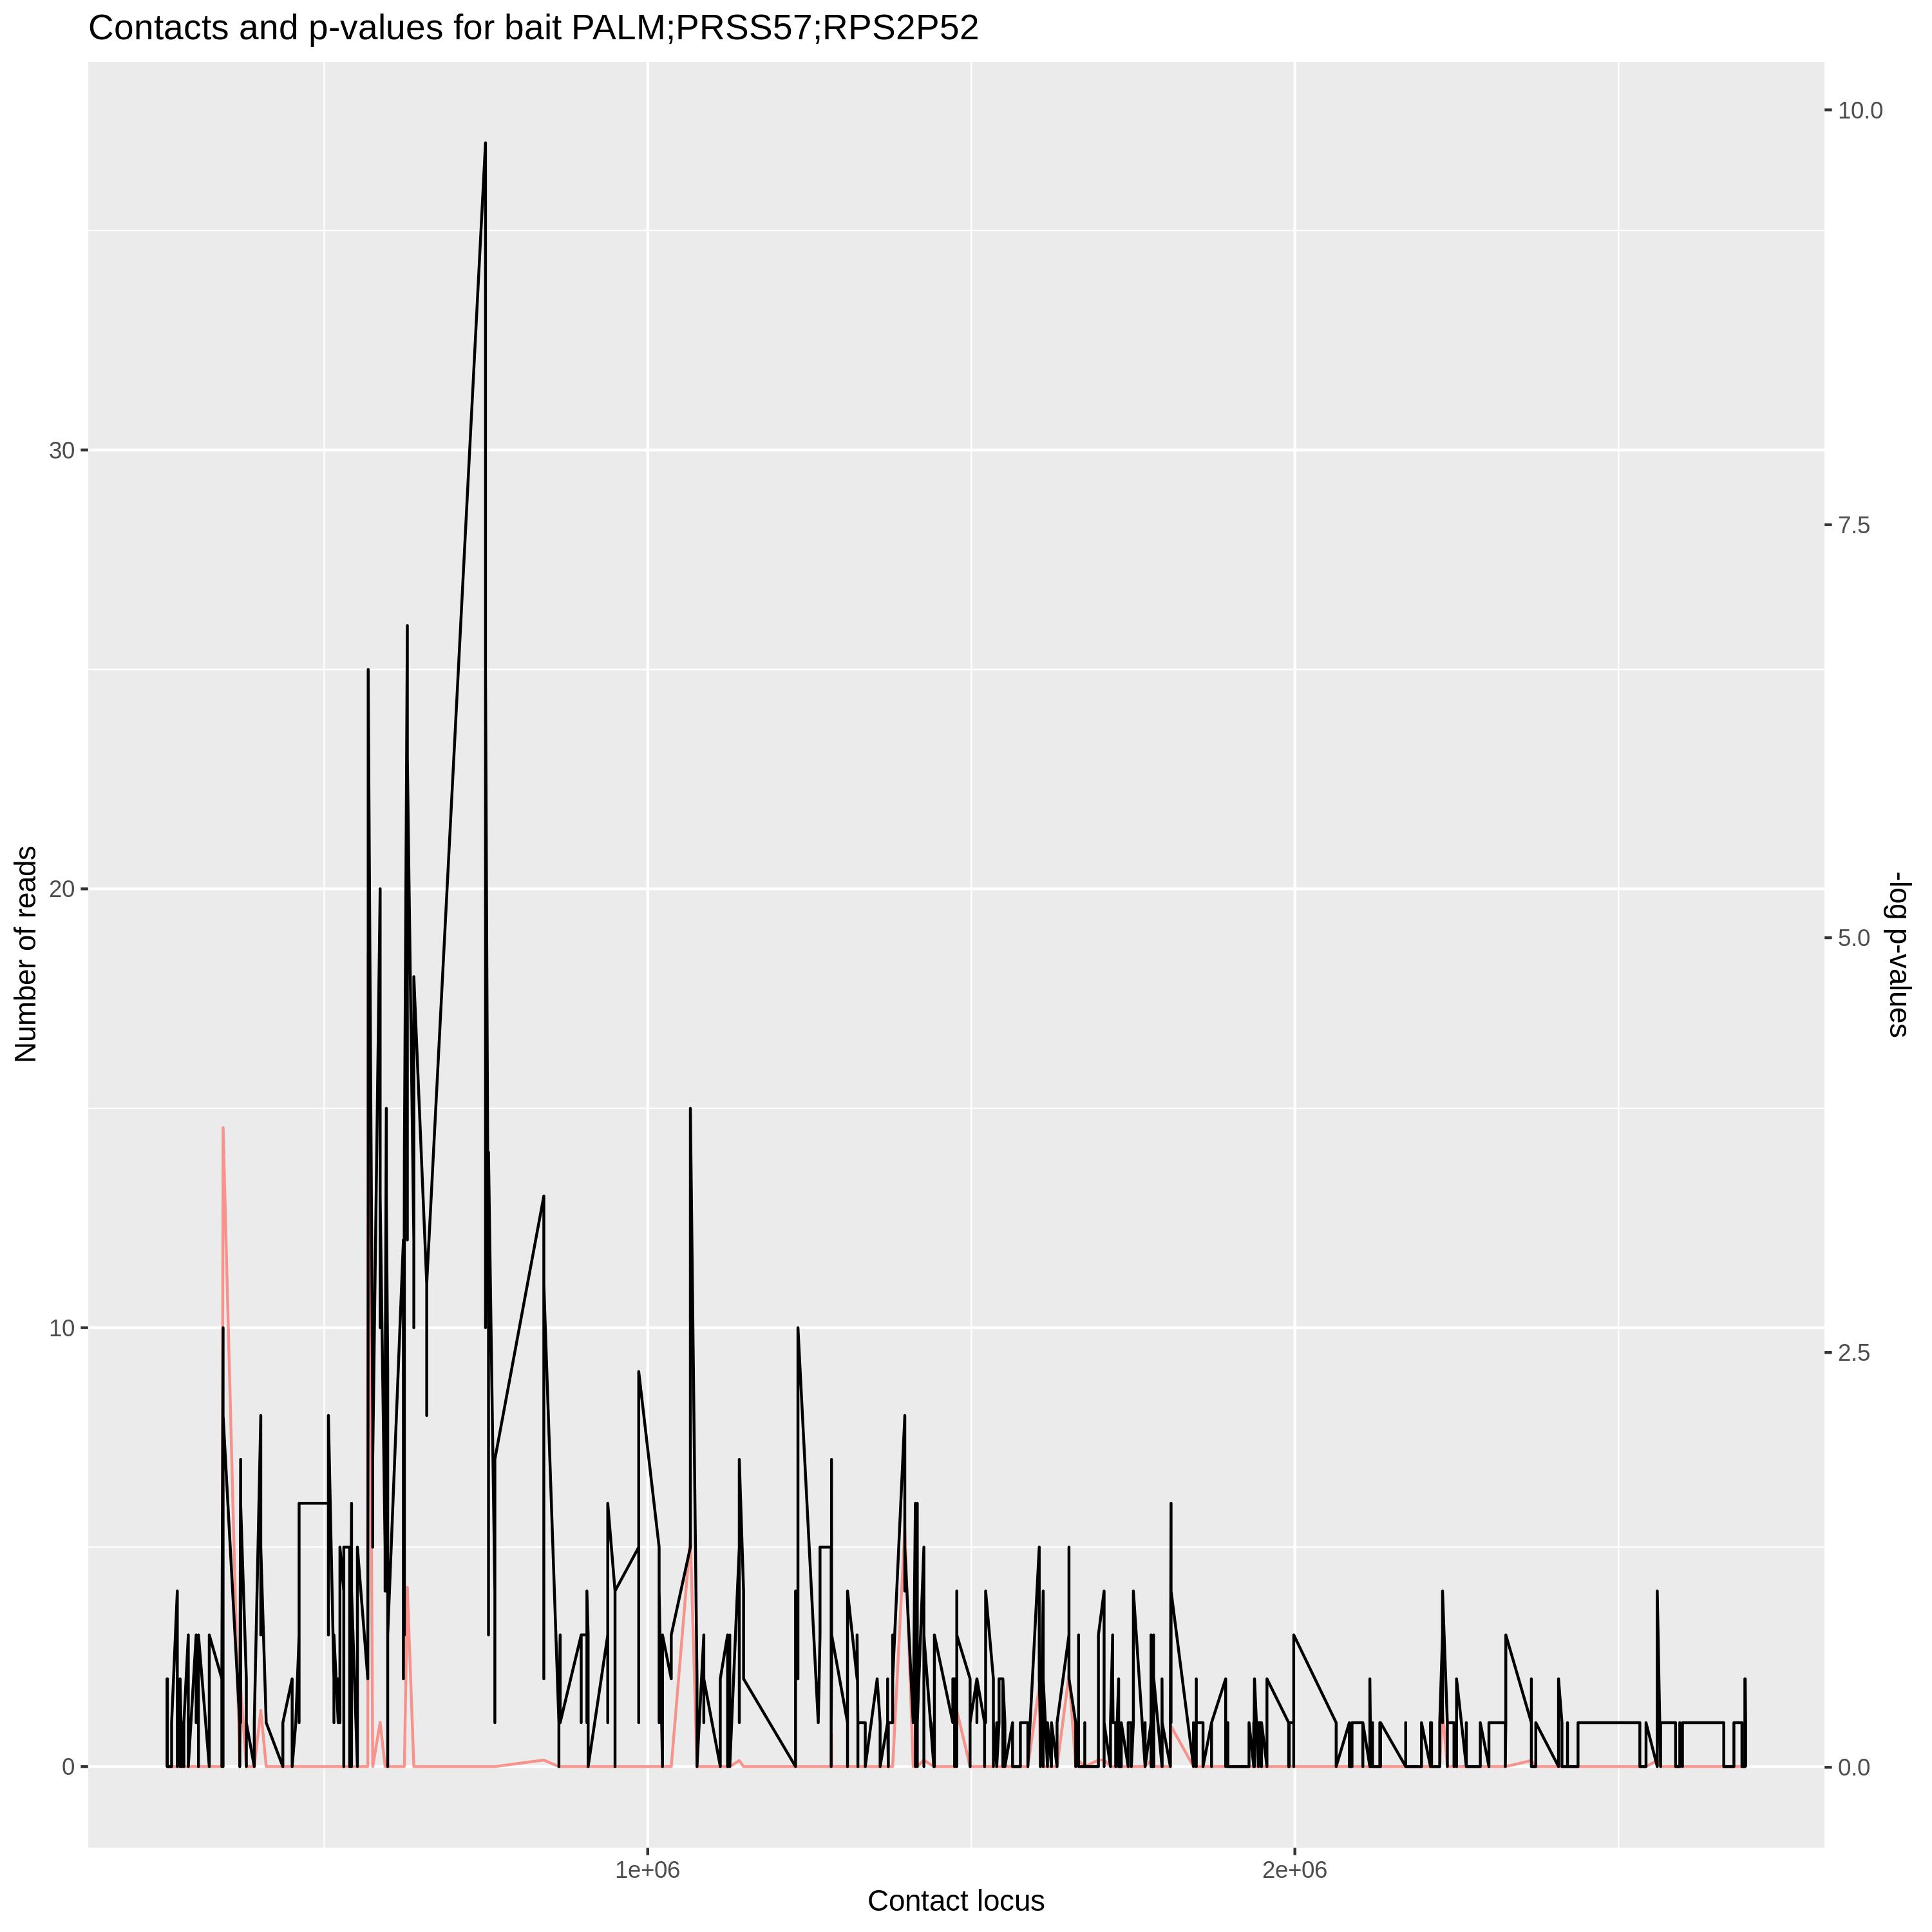 Contacts and p-values for bait PALM;PRSS57;RPS2P52
10.0
7.5
5.0
2.5
0.0
30
20
10
0
Number of reads
-log p-values
1e+06
2e+06
Contact locus